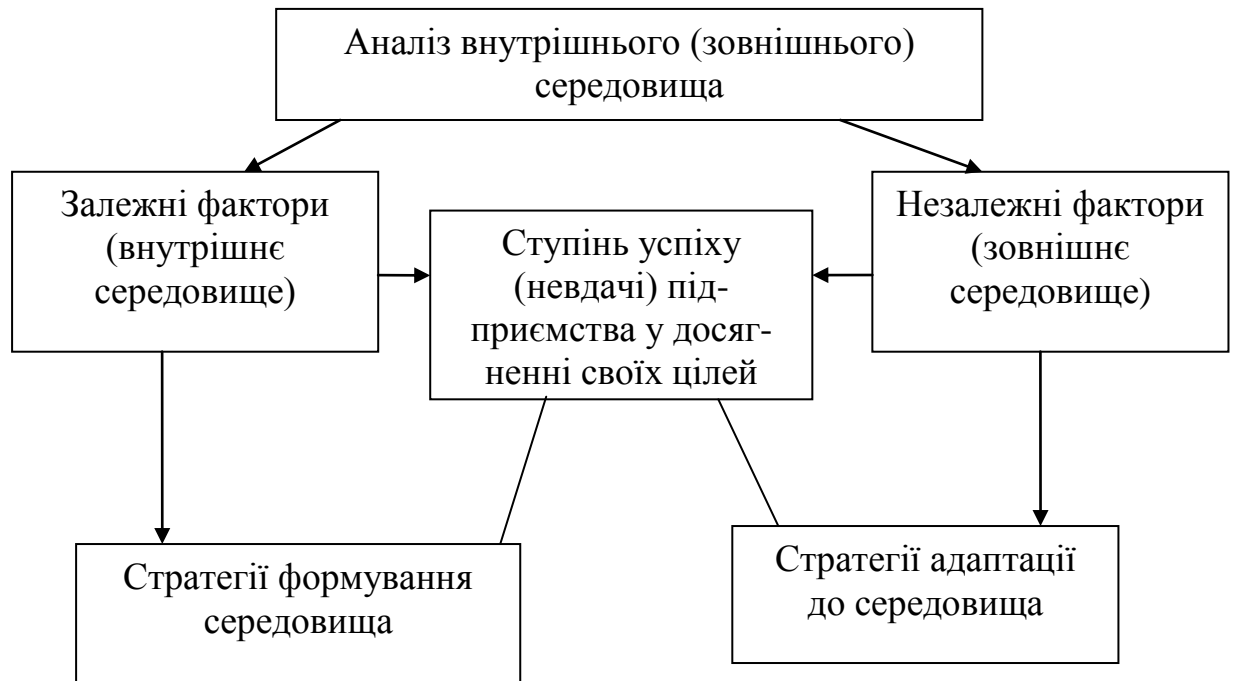 Аналіз внутрішнього (зовнішнього)
середовища
Залежні фактори
(внутрішнє
середовище)
Ступінь успіху
(невдачі) під-
приємства у досяг-
ненні своїх цілей
Незалежні фактори
(зовнішнє
середовище)
Стратегії формування
середовища
Стратегії адаптації
до середовища